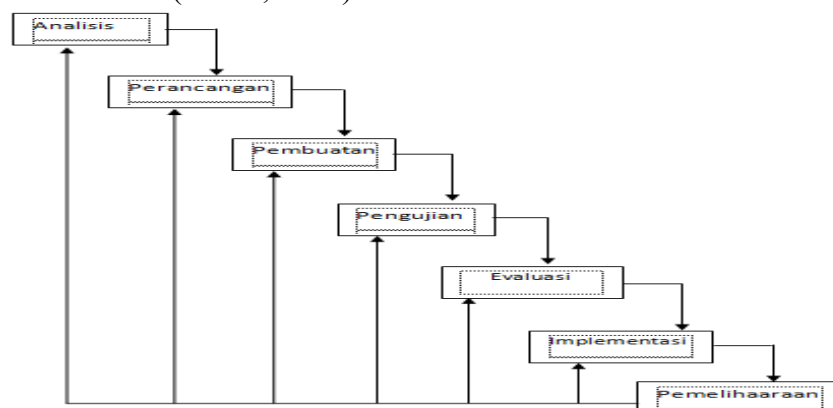 Analisis
Perancangan
Pembuatan
Pengujian
Evaluasi
Implementasi
Pemelihaaraan